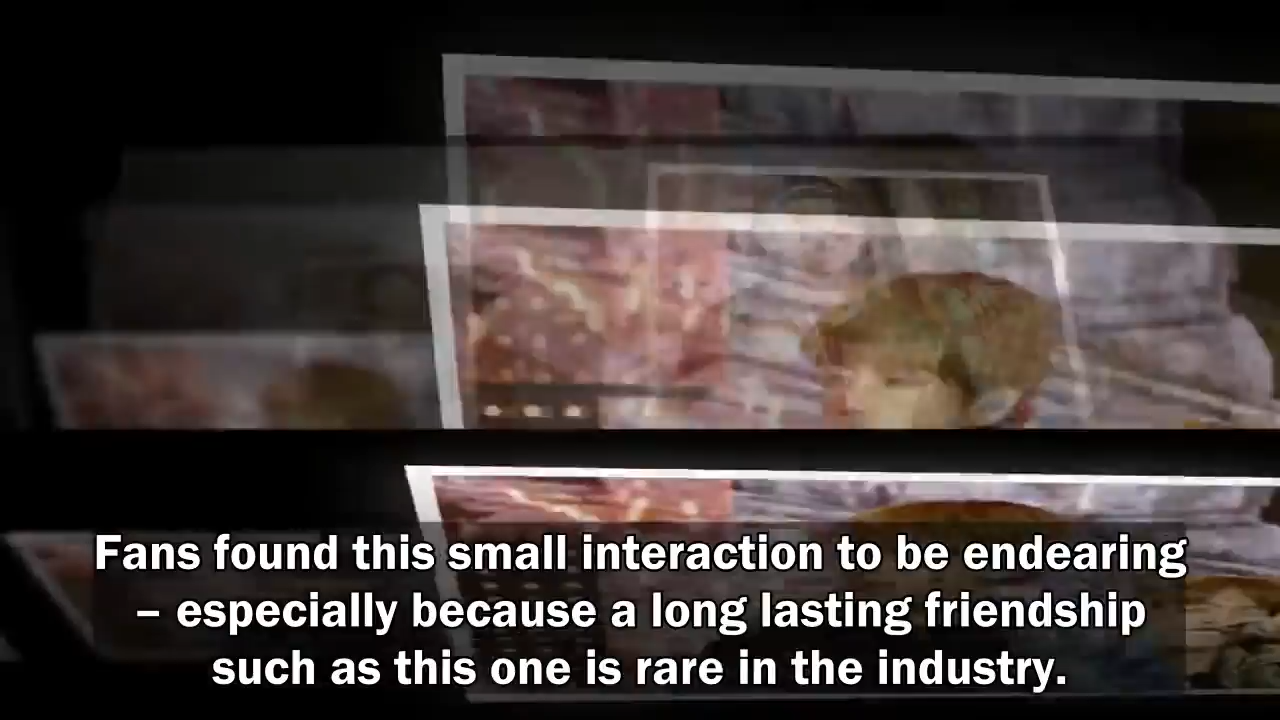 Fans found this small interaction to be endearing
– especially because a long lasting friendship
such as this one is rare in the industry.